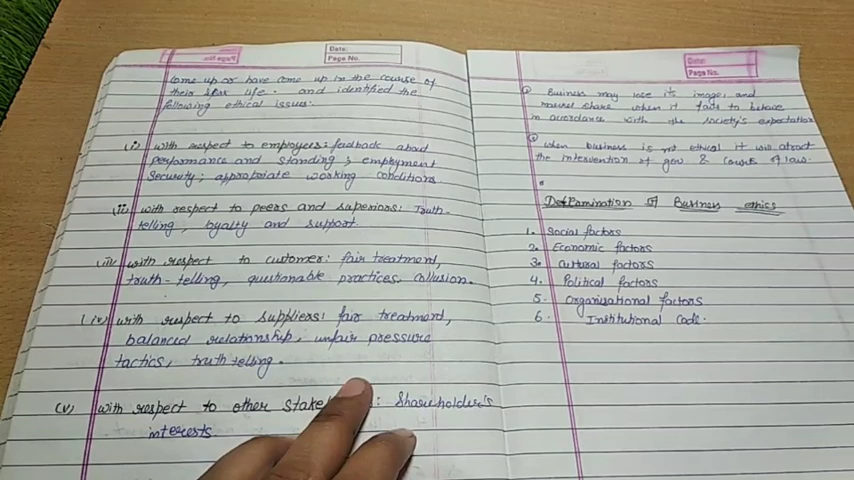 Date:
Page No.
come up or have come up in the course of
their life. and identified the
following ethical issues:
(i) with respect to employees: feedback about
performance and standing; employment
Security; appropriate working conditions
(ii) with respect to peers and superiors: Truth-
telling, loyalty and support.
(iii) with respect to customer: fair treatment,
truth-telling, questionable practices, collusion.
(iv) with respect to suppliers: fair treatment,
balanced relationship, unfair pressure
tactics, truth telling.
(v) with respect to other : Shareholder's
interests.
Date:
Page No.
Business may lose its image, and
market share when it fails to behave
in accordance with the society's expectation
when business is not ethical it will atract
the intervention of gov & courts of law.
Determination of Business ethics
1. Social factors
2. Economic factors
3. Cultural factors
4. Political factors
5. Organisational factors
6. Institutional Code.